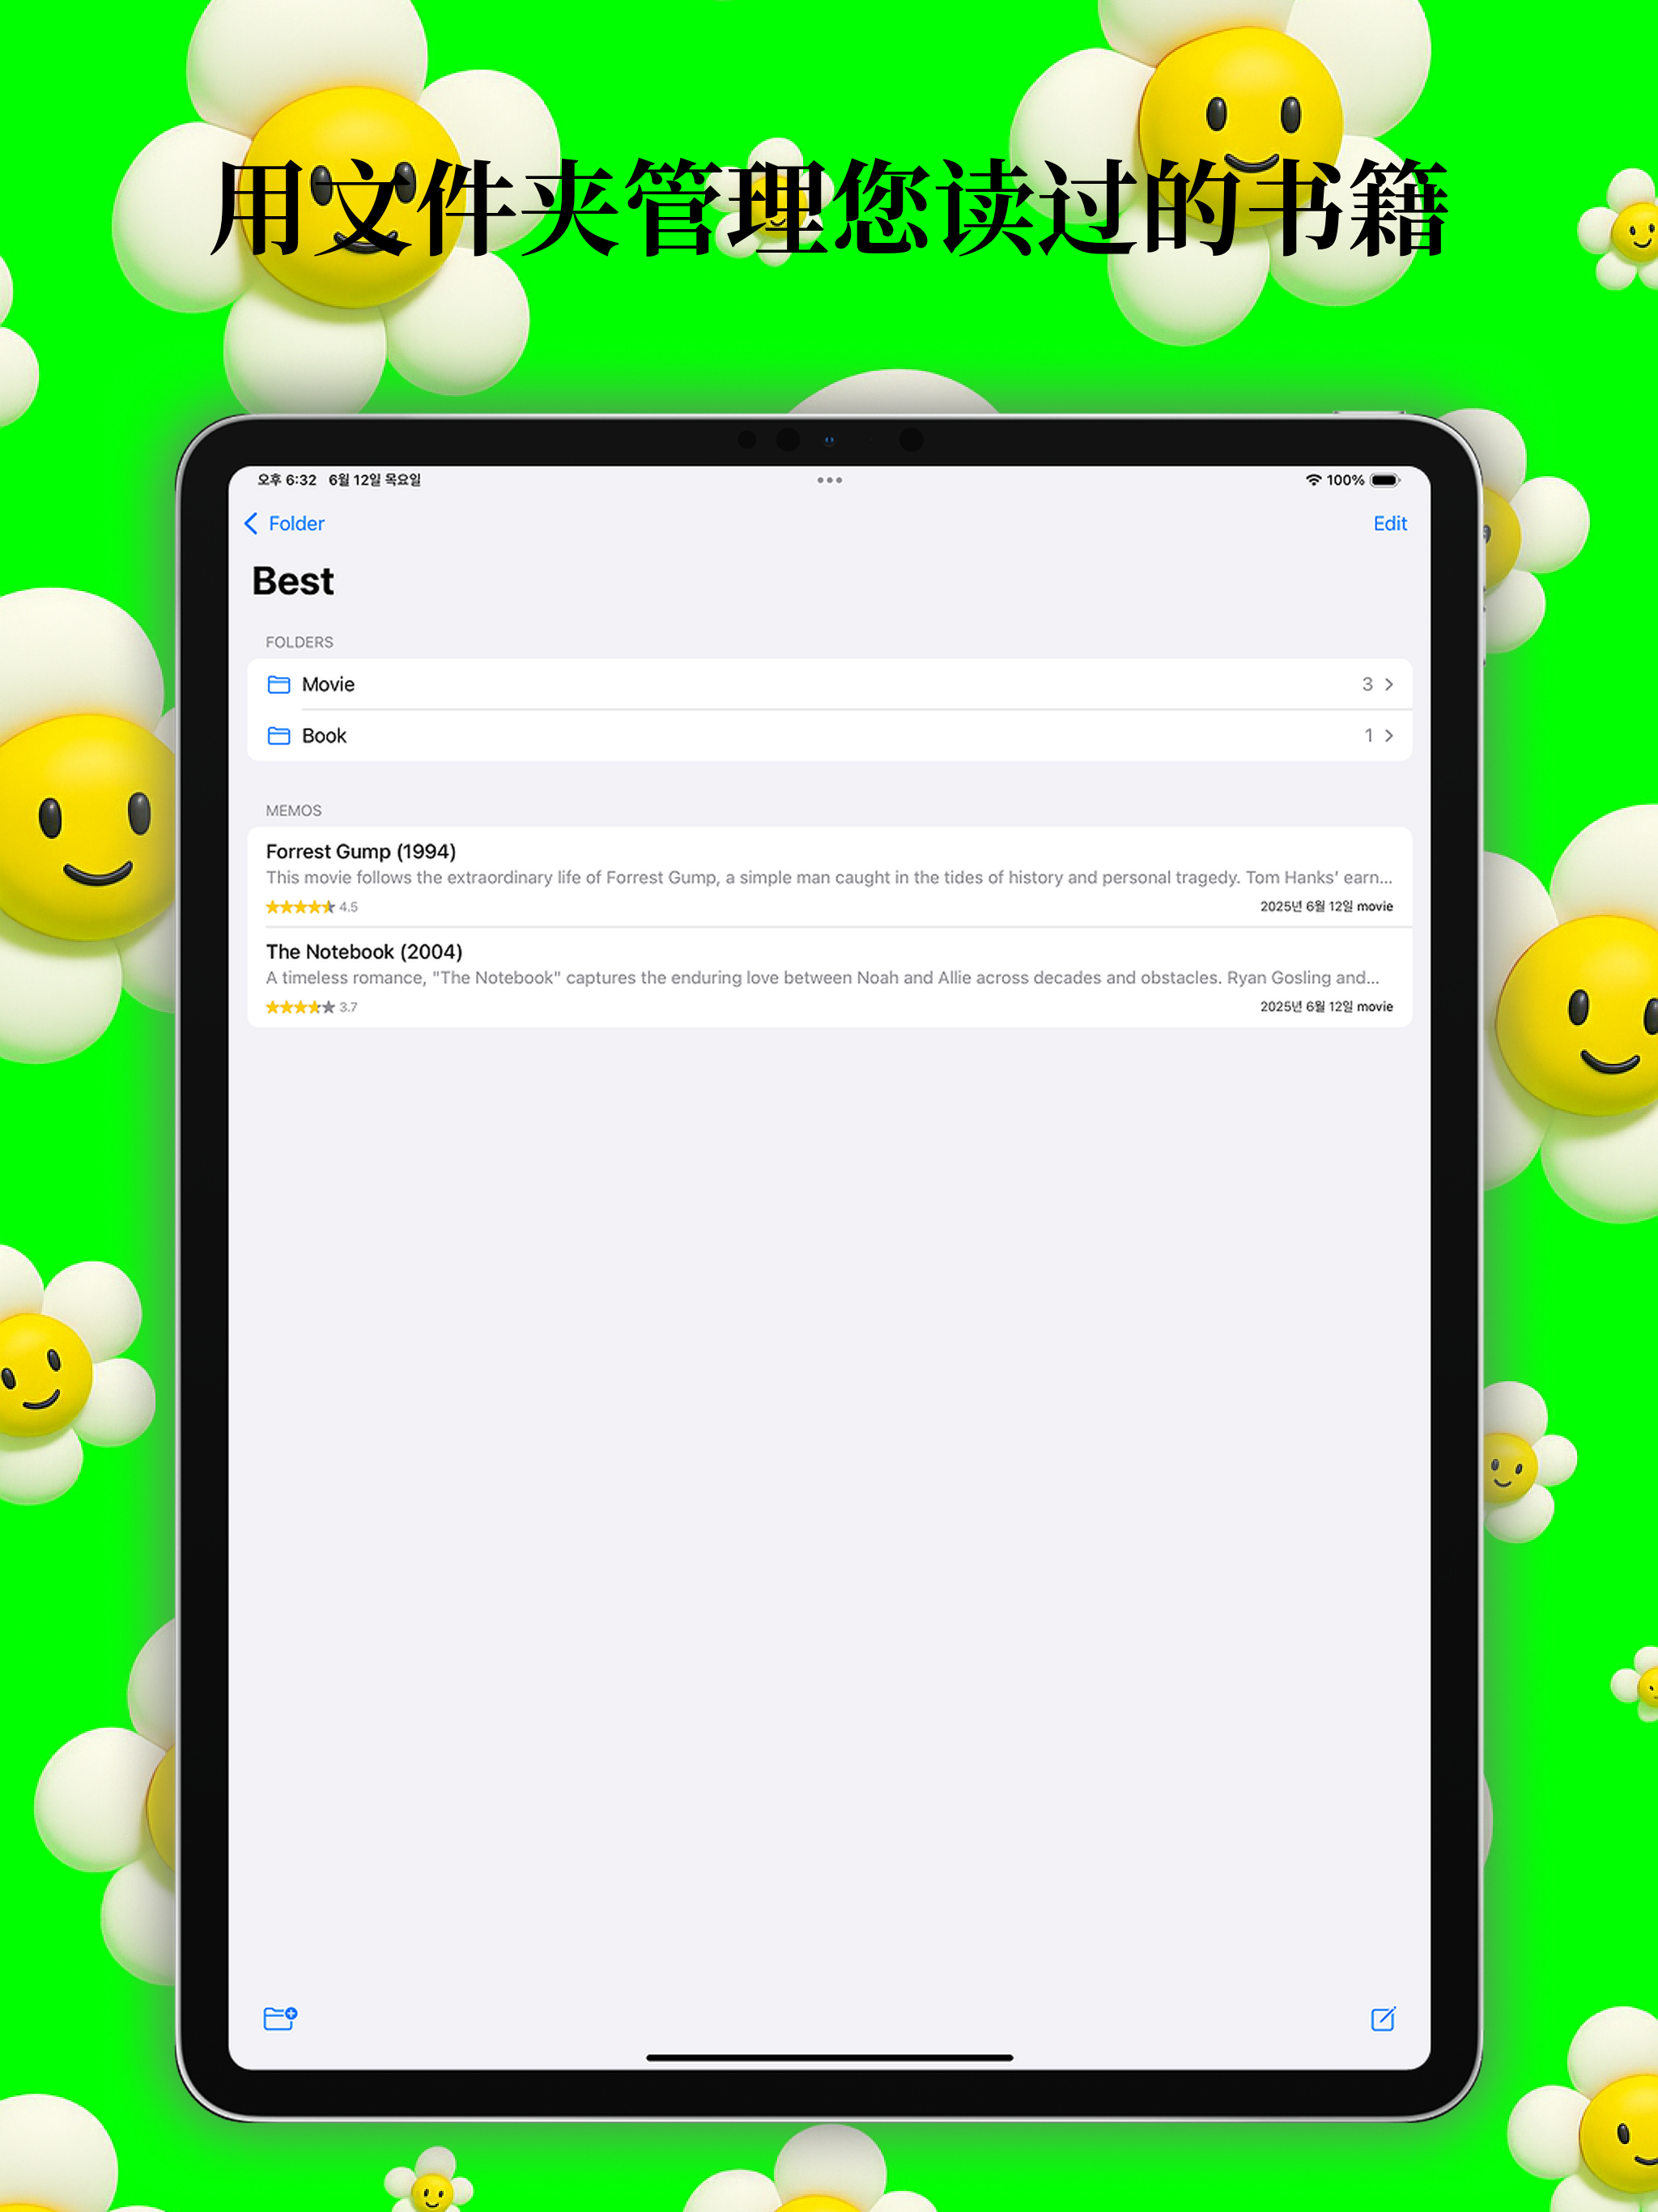 用文件夹管理您读过的书籍
오후 6:32 6월 12일 목요일
100%
Folder
Edit
Best
FOLDERS
Movie 3
Book 1
MEMOS
Forrest Gump (1994)
This movie follows the extraordinary life of Forrest Gump, a simple man caught in the tides of history and personal tragedy. Tom Hanks' earn...
4.5 2025년 6월 12일 movie
The Notebook (2004)
A timeless romance, "The Notebook" captures the enduring love between Noah and Allie across decades and obstacles. Ryan Gosling and...
3.7 2025년 6월 12일 movie